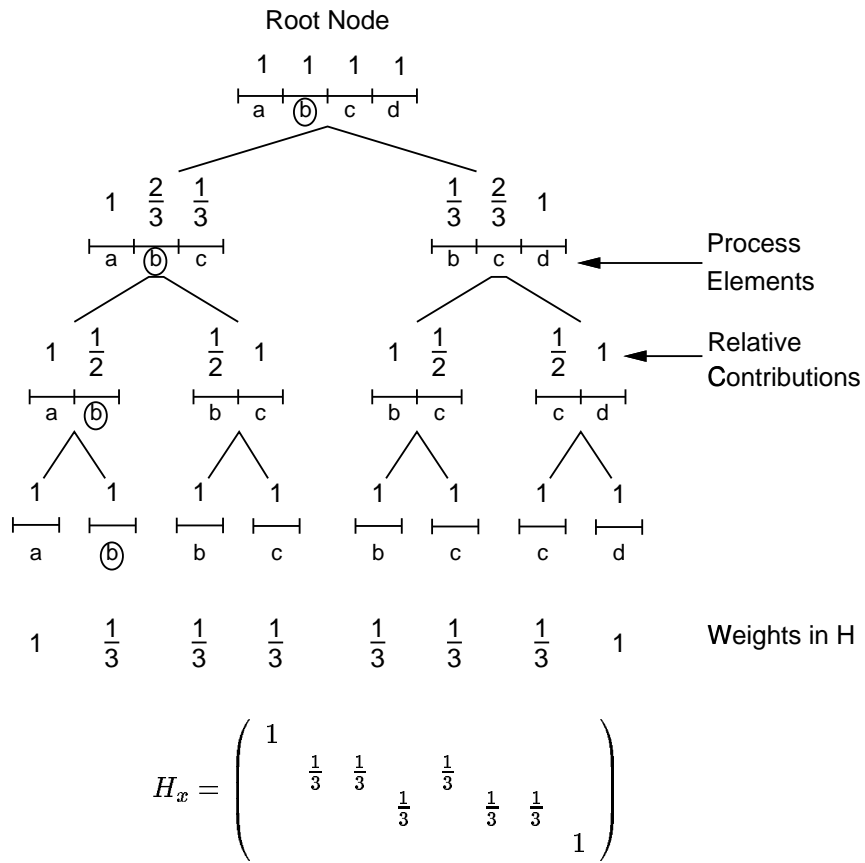 Root Node
1 1 1 1
a b c d
1 2/3 1/3 1/3 2/3 1
a b c b c d
Process
Elements
1 1/2 1/2 1 1 1/2 1/2 1
Relative
Contributions
a b b c b c c d
1 1 1 1 1 1 1 1
a b b c b c c d
1 1/3 1/3 1/3 1/3 1/3 1/3 1
Weights in H
1
1/3 1/3 1/3
H_x =
1/3 1/3 1/3
1